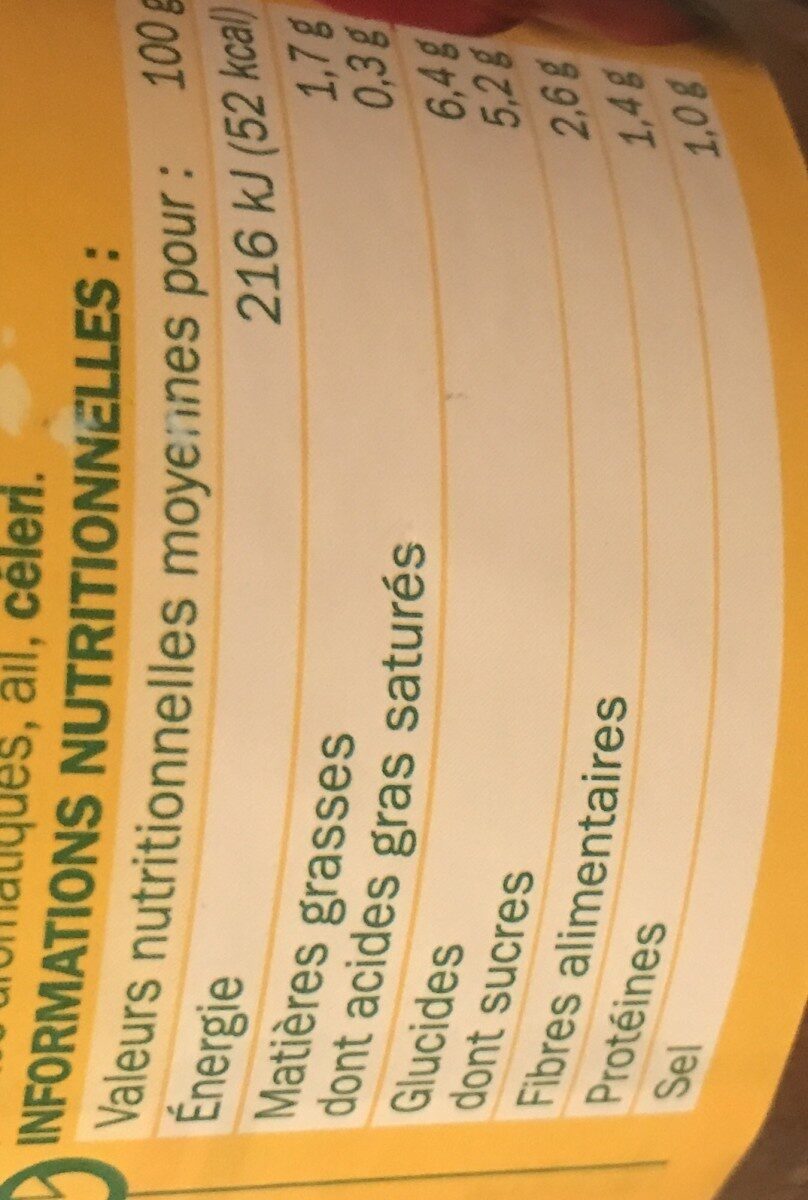 aromatiques, ail, céleri.
INFORMATIONS NUTRITIONNELLES :
Valeurs nutritionnelles moyennes pour : 100 g
Énergie 216 kJ (52 kcal)
Matières grasses 1,7 g
dont acides gras saturés 0,3 g
Glucides 6,4 g
dont sucres 5,2 g
Fibres alimentaires 2,6 g
Protéines 1,4 g
Sel 1,0 g